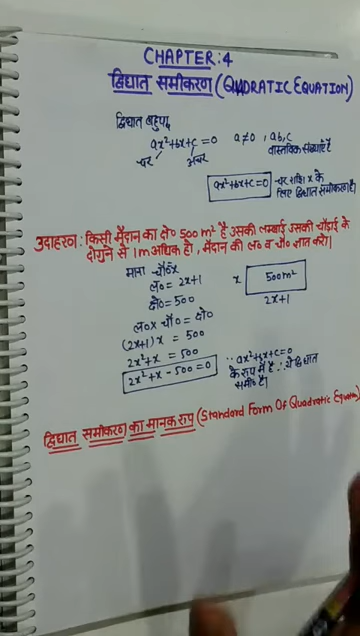 CHAPTER:4
द्विघात समीकरण (QUADRATIC EQUATION)
द्विघात बहुपद
ax²+bx+c=0 a≠0 , a,b,c
चर अचर वास्तविक संख्याएँ है
ax²+bx+c=0 चर राशि x के
लिए द्विघात समीकरण है।
उदाहरण: किसी मैदान का क्षे० 500 m² है उसकी लम्बाई उसकी चौड़ाई के
दोगुने से 1m अधिक हो, मैदान की ल० व चौ० ज्ञात करो।
माना चौ० x
ल० = 2x+1
क्षे० = 500
x 500m²
2x+1
ल० x चौ० = क्षे०
(2x+1) x = 500
2x²+x = 500
2x²+x-500=0
∵ ax²+bx+c=0
के रूप में है ∴ ये द्विघात
समी० है।
द्विघात समीकरण का मानक रूप (Standard Form Of Quadratic Equation)